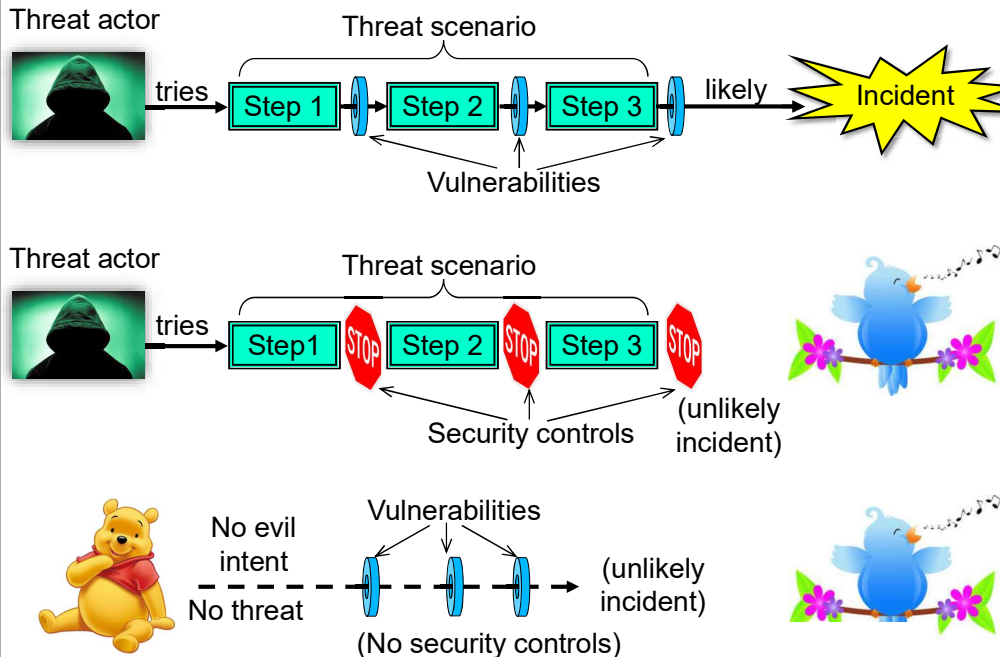 Threat actor
Threat scenario
tries
Step 1
Step 2
Step 3
likely
Incident
Vulnerabilities
Threat actor
Threat scenario
tries
Step1
STOP
Step 2
STOP
Step 3
STOP
Security controls
(unlikely
incident)
No evil
intent
No threat
Vulnerabilities
(No security controls)
(unlikely
incident)